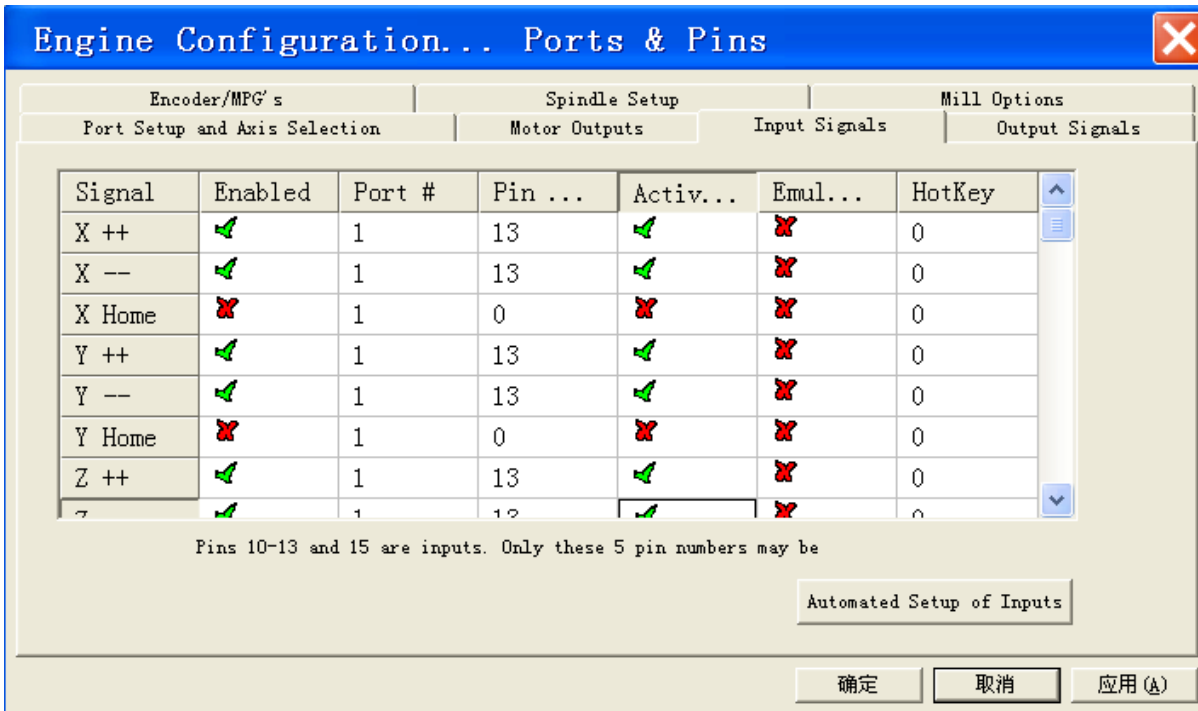 Engine Configuration... Ports & Pins
Encoder/MPG's Spindle Setup Mill Options
Port Setup and Axis Selection Motor Outputs Input Signals Output Signals
Signal Enabled Port # Pin ... Activ... Emul... HotKey
X ++ 1 13 0
X -- 1 13 0
X Home 1 0 0
Y ++ 1 13 0
Y -- 1 13 0
Y Home 1 0 0
Z ++ 1 13 0
Pins 10-13 and 15 are inputs. Only these 5 pin numbers may be
Automated Setup of Inputs
确定 取消 应用(A)